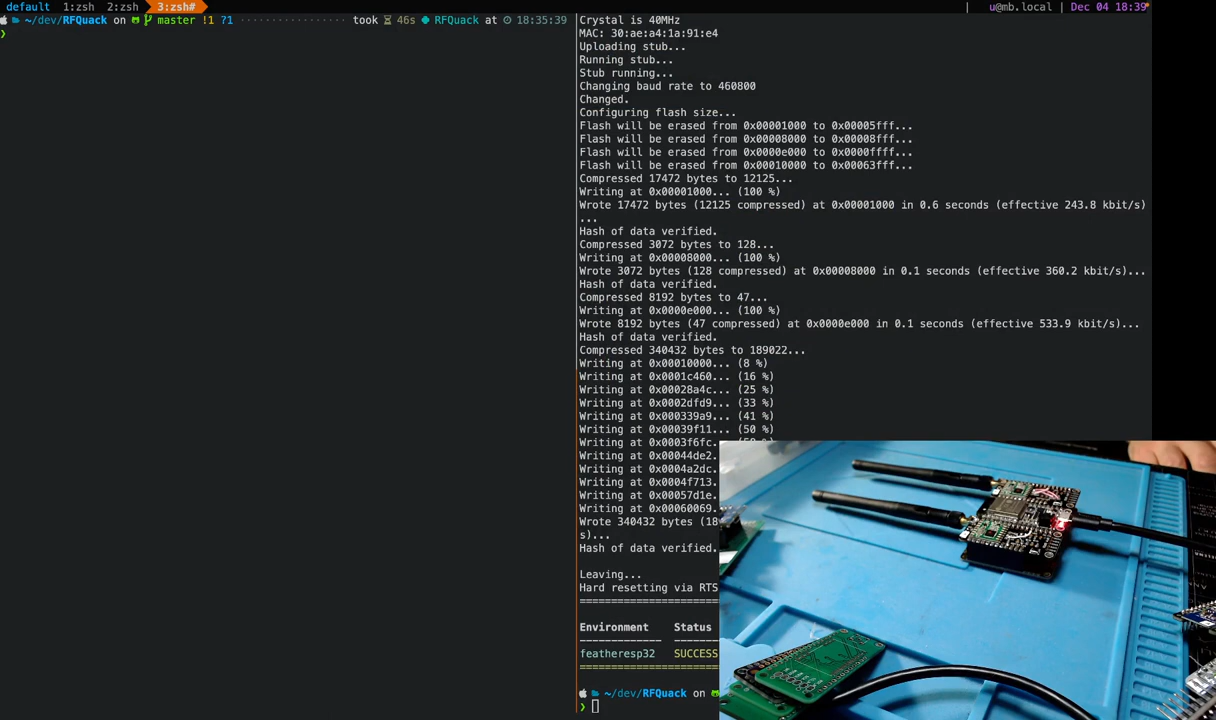 default 1:zsh 2:zsh 3:zsh# | u@mb.local | Dec 04 18:39
~/dev/RFQuack on master !1 ?1 took 46s RFQuack at 18:35:39
❯
Crystal is 40MHz
MAC: 30:ae:a4:1a:91:e4
Uploading stub...
Running stub...
Stub running...
Changing baud rate to 460800
Changed.
Configuring flash size...
Flash will be erased from 0x00001000 to 0x00005fff...
Flash will be erased from 0x00008000 to 0x00008fff...
Flash will be erased from 0x0000e000 to 0x0000ffff...
Flash will be erased from 0x00010000 to 0x00063fff...
Compressed 17472 bytes to 12125...
Writing at 0x00001000... (100 %)
Wrote 17472 bytes (12125 compressed) at 0x00001000 in 0.6 seconds (effective 243.8 kbit/s)
...
Hash of data verified.
Compressed 3072 bytes to 128...
Writing at 0x00008000... (100 %)
Wrote 3072 bytes (128 compressed) at 0x00008000 in 0.1 seconds (effective 360.2 kbit/s)...
Hash of data verified.
Compressed 8192 bytes to 47...
Writing at 0x0000e000... (100 %)
Wrote 8192 bytes (47 compressed) at 0x0000e000 in 0.1 seconds (effective 533.9 kbit/s)...
Hash of data verified.
Compressed 340432 bytes to 189022...
Writing at 0x00010000... (8 %)
Writing at 0x0001c460... (16 %)
Writing at 0x00028a4c... (25 %)
Writing at 0x0002dfd9... (33 %)
Writing at 0x000339a9... (41 %)
Writing at 0x00039f11... (50 %)
Writing at 0x0003f6fc...
Writing at 0x00044de2.
Writing at 0x0004a2dc.
Writing at 0x0004f713.
Writing at 0x00057d1e.
Writing at 0x00060069.
Wrote 340432 bytes (18
s)...
Hash of data verified.
Leaving...
Hard resetting via RTS
Environment Status
featheresp32 SUCCESS
~/dev/RFQuack on
❯